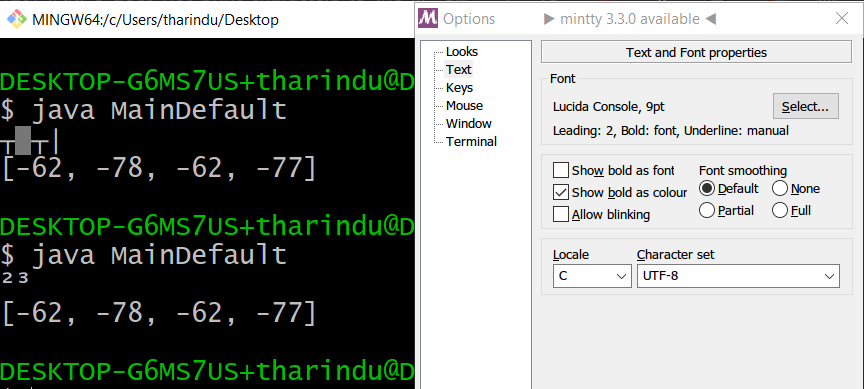 MINGW64:/c/Users/tharindu/Desktop
DESKTOP-G6MS7US+tharindu@D
$ java MainDefault
┬▓┬│
[-62, -78, -62, -77]
DESKTOP-G6MS7US+tharindu@D
$ java MainDefault
²³
[-62, -78, -62, -77]
DESKTOP-G6MS7US+tharindu@D
Options
▶ mintty 3.3.0 available ◀
Looks
Text
Keys
Mouse
Window
Terminal
Text and Font properties
Font
Lucida Console, 9pt
Select...
Leading: 2, Bold: font, Underline: manual
Show bold as font
Show bold as colour
Allow blinking
Font smoothing
Default
None
Partial
Full
Locale
Character set
C
UTF-8